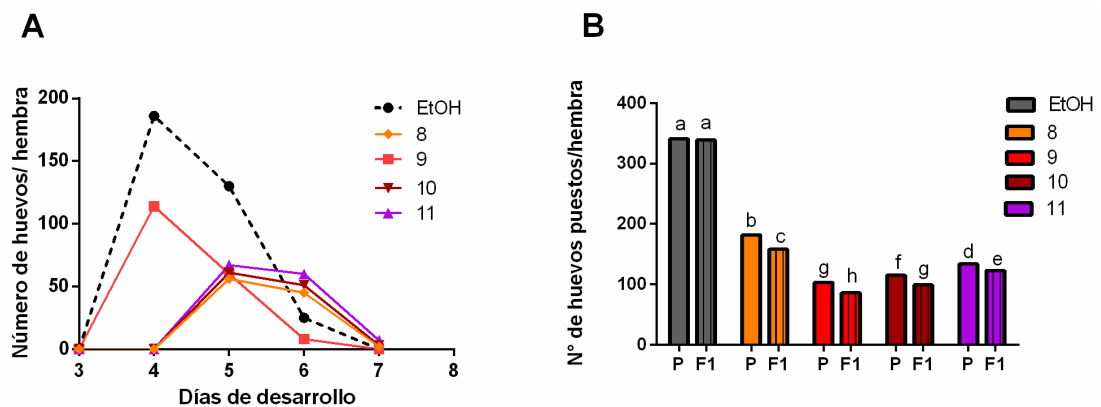 A
Número de huevos/ hembra
200
150
100
50
0
3 4 5 6 7 8
Días de desarrollo
EtOH
8
9
10
11
B
N° de huevos puestos/hembra
400
300
200
100
0
a a
b c
g h
f g
d e
P F1 P F1 P F1 P F1 P F1
EtOH
8
9
10
11